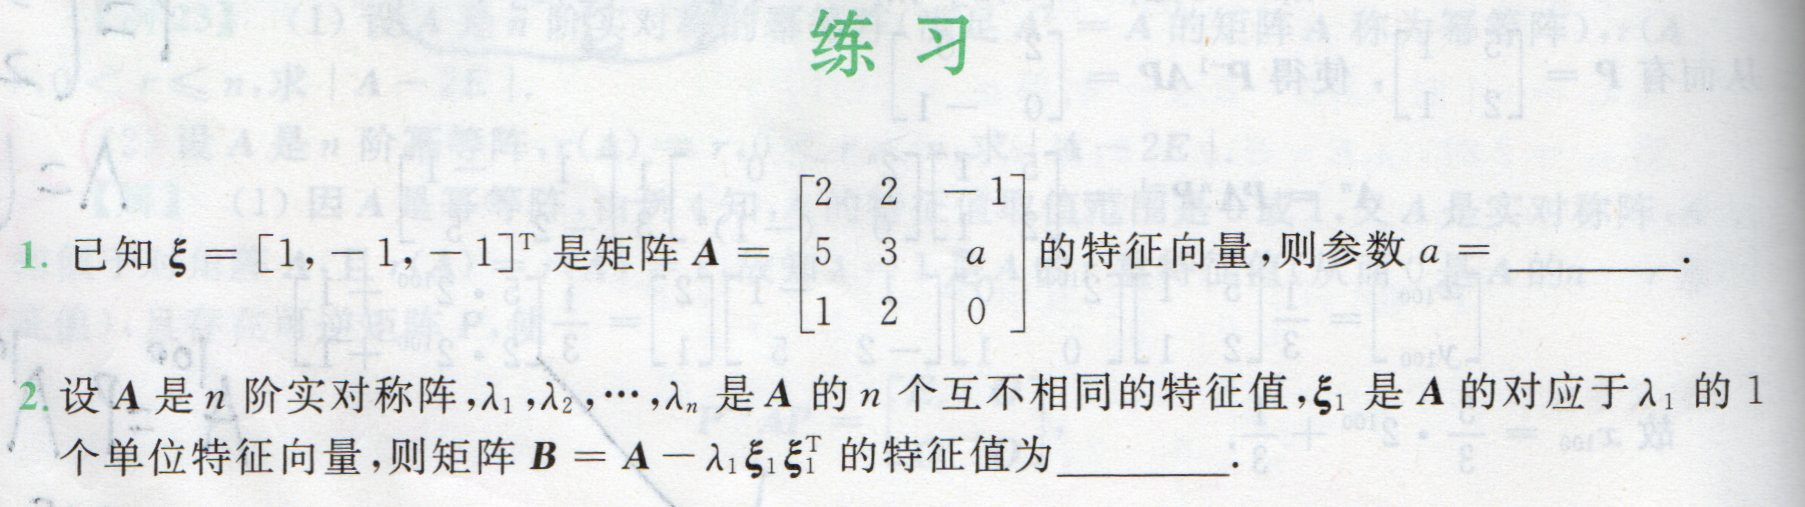 练 习
1. 已知 ξ = [1, −1, −1]ᵀ 是矩阵 A = [2 2 −1; 5 3 a; 1 2 0] 的特征向量,则参数 a = ________.
2. 设 A 是 n 阶实对称阵,λ₁,λ₂,…,λₙ 是 A 的 n 个互不相同的特征值,ξ₁ 是 A 的对应于 λ₁ 的 1
个单位特征向量,则矩阵 B = A − λ₁ξ₁ξ₁ᵀ 的特征值为________.